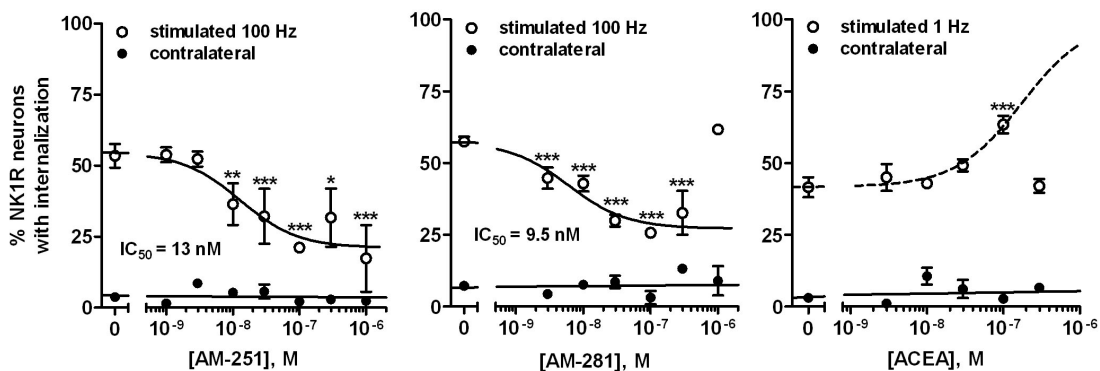 % NK1R neurons
with internalization
100
75
50
25
0
stimulated 100 Hz
contralateral
** *** *** * ***
IC50 = 13 nM
0 10-9 10-8 10-7 10-6
[AM-251], M
100
75
50
25
0
stimulated 100 Hz
contralateral
*** *** *** *** ***
IC50 = 9.5 nM
0 10-9 10-8 10-7 10-6
[AM-281], M
100
75
50
25
0
stimulated 1 Hz
contralateral
***
0 10-9 10-8 10-7 10-6
[ACEA], M